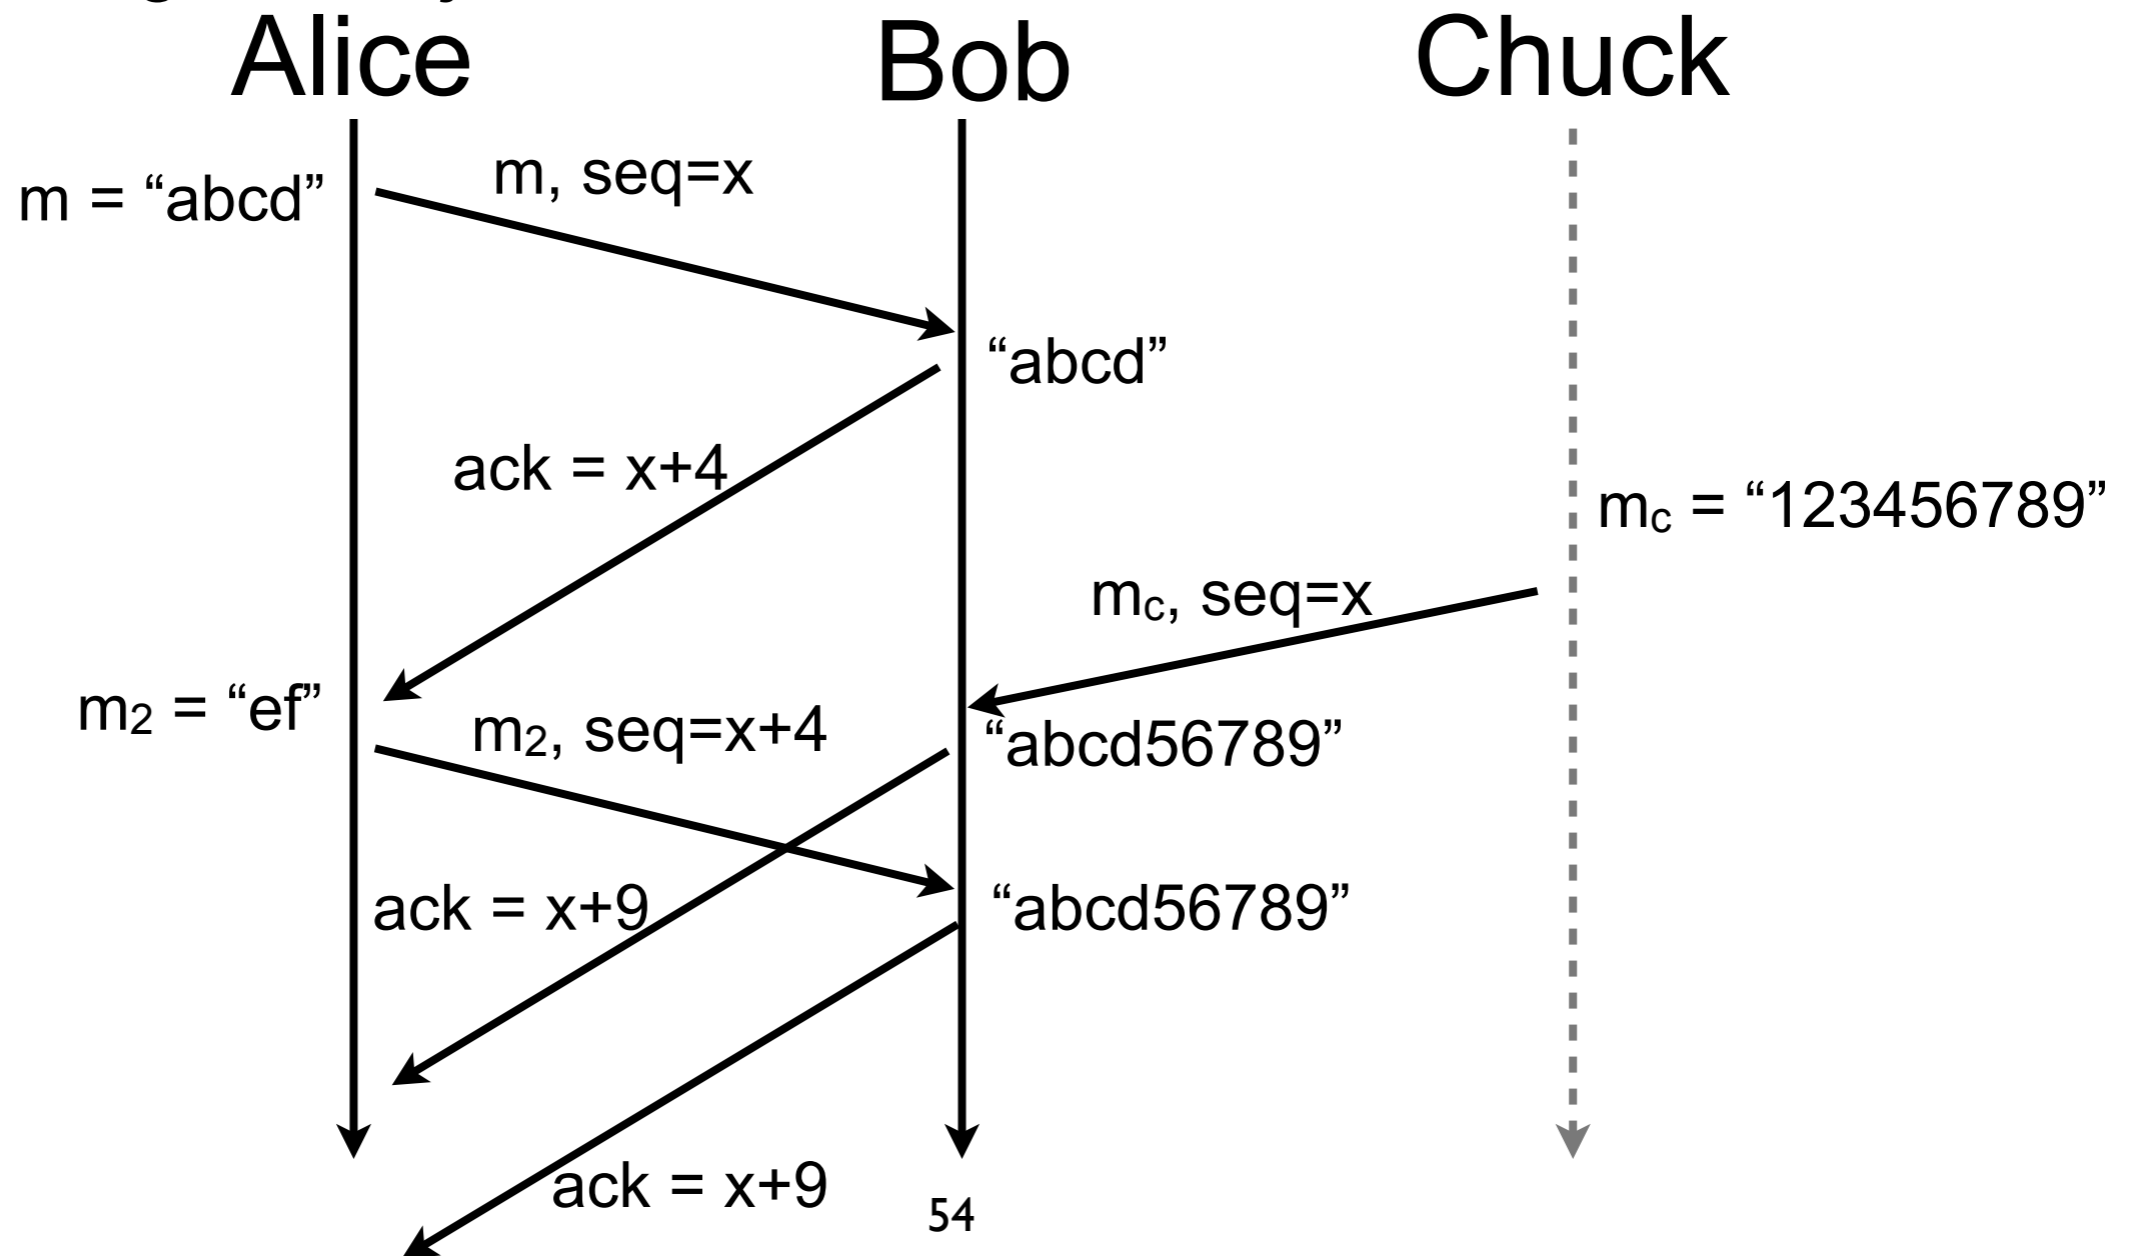 Alice
Bob
Chuck
m = “abcd”
m, seq=x
“abcd”
ack = x+4
mc = “123456789”
mc, seq=x
m2 = “ef”
m2, seq=x+4
“abcd56789”
ack = x+9
“abcd56789”
ack = x+9
54